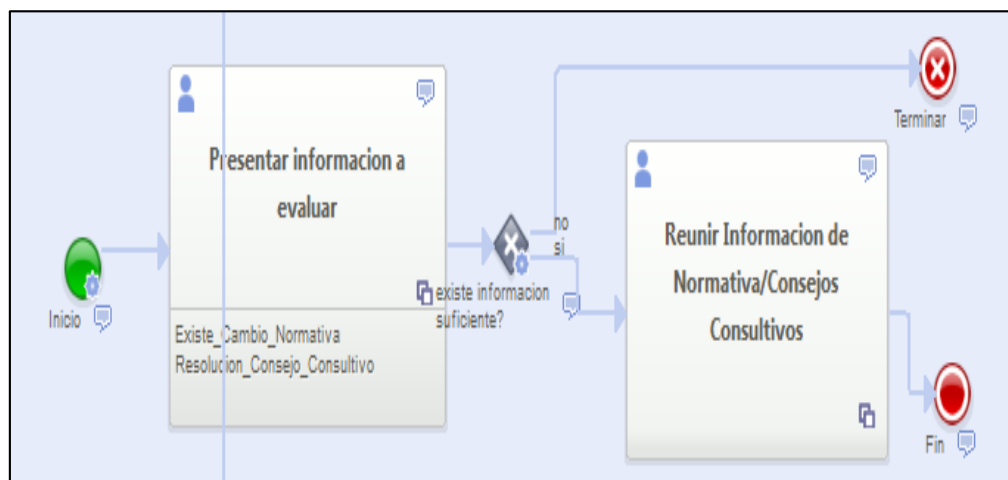 Presentar informacion a
evaluar
Inicio
Existe_Cambio_Normativa
Resolucion_Consejo_Consultivo
no
si
existe informacion
suficiente?
Terminar
Reunir Informacion de
Normativa/Consejos
Consultivos
Fin